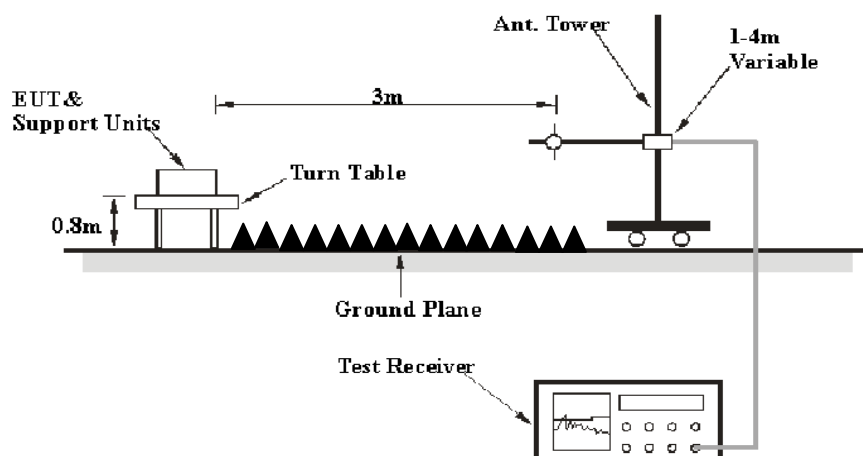 Ant. Tower
1-4m
Variable
3m
EUT &
Support Units
Turn Table
0.8m
Ground Plane
Test Receiver